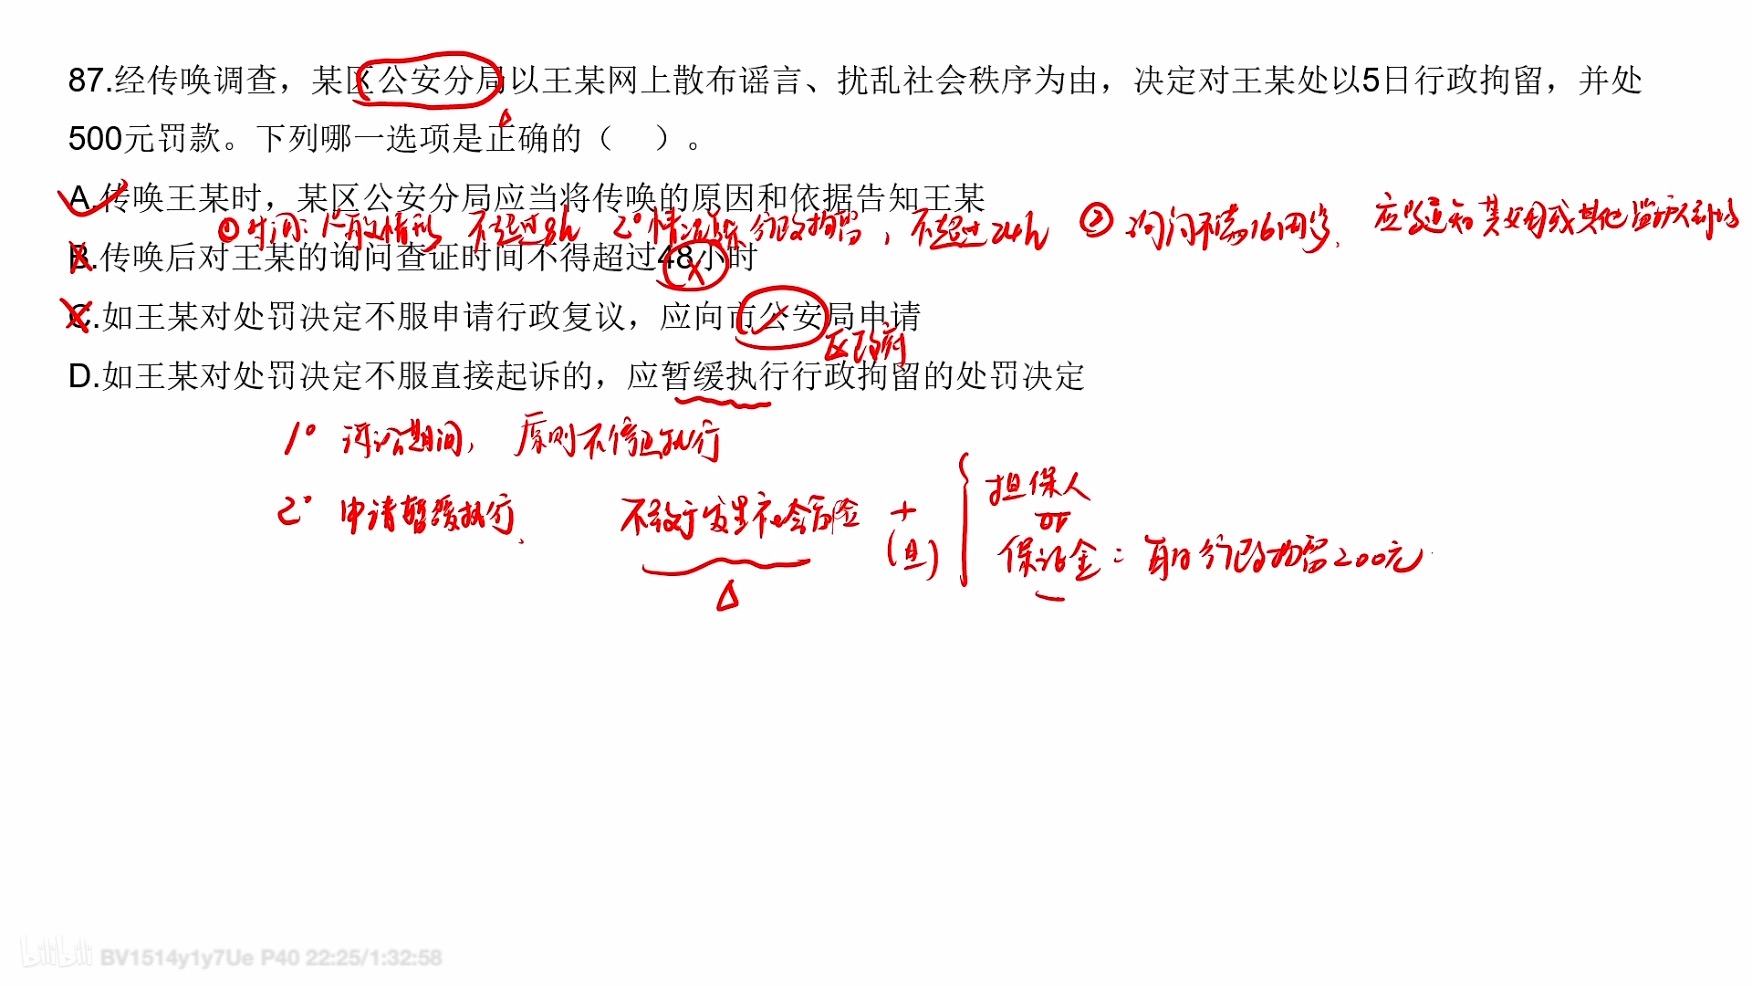 87.经传唤调查，某区公安分局以王某网上散布谣言、扰乱社会秩序为由，决定对王某处以5日行政拘留，并处
500元罚款。下列哪一选项是正确的（ ）。
A.传唤王某时，某区公安分局应当将传唤的原因和依据告知王某
①时间：1°一般情形 不超过8h 2°情况复杂 行政拘留，不超过24h ②询问不满16周岁，应当通知其父母或其他监护人到场
B.传唤后对王某的询问查证时间不得超过48小时
C.如王某对处罚决定不服申请行政复议，应向市公安局申请
区政府
D.如王某对处罚决定不服直接起诉的，应暂缓执行行政拘留的处罚决定
1° 诉讼期间，原则不停止执行
2° 申请暂缓执行， 不致于发生社会危险 + (且) 担保人
or
保证金：每日行政拘留200元
bilibili BV1514y1y7Ue P40 22:25/1:32:58